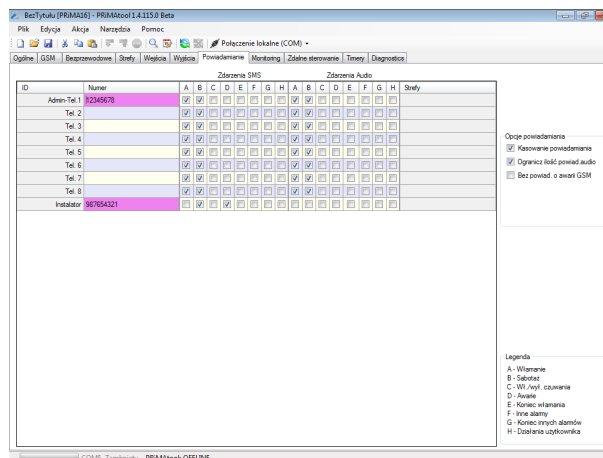 BezTytułu [PRiMA16] - PRiMAtool 1.4.115.0 Beta
Plik Edycja Akcja Narzędzia Pomoc
Połączenie lokalne (COM)
Ogólne GSM Bezprzewodowe Strefy Wejścia Wyjścia Powiadamianie Monitoring Zdalne sterowanie Timery Diagnostics
Zdarzenia SMS Zdarzenia Audio
ID Numer A B C D E F G H A B C D E F G H Strefy
Admin-Tel.1 12345678
Tel. 2
Tel. 3
Tel. 4
Tel. 5
Tel. 6
Tel. 7
Tel. 8
Instalator 987654321
Opcje powiadamiania
Kasowanie powiadamiania
Ogranicz ilość powiad.audio
Bez powiad. o awarii GSM
Legenda
A - Włamanie
B - Sabotaż
C - Wł./wył. czuwania
D - Awarie
E - Koniec włamania
F - Inne alarmy
G - Koniec innych alarmów
H - Działania użytkownika
COM5 Zamknięty PRiMAtool: OFFLINE